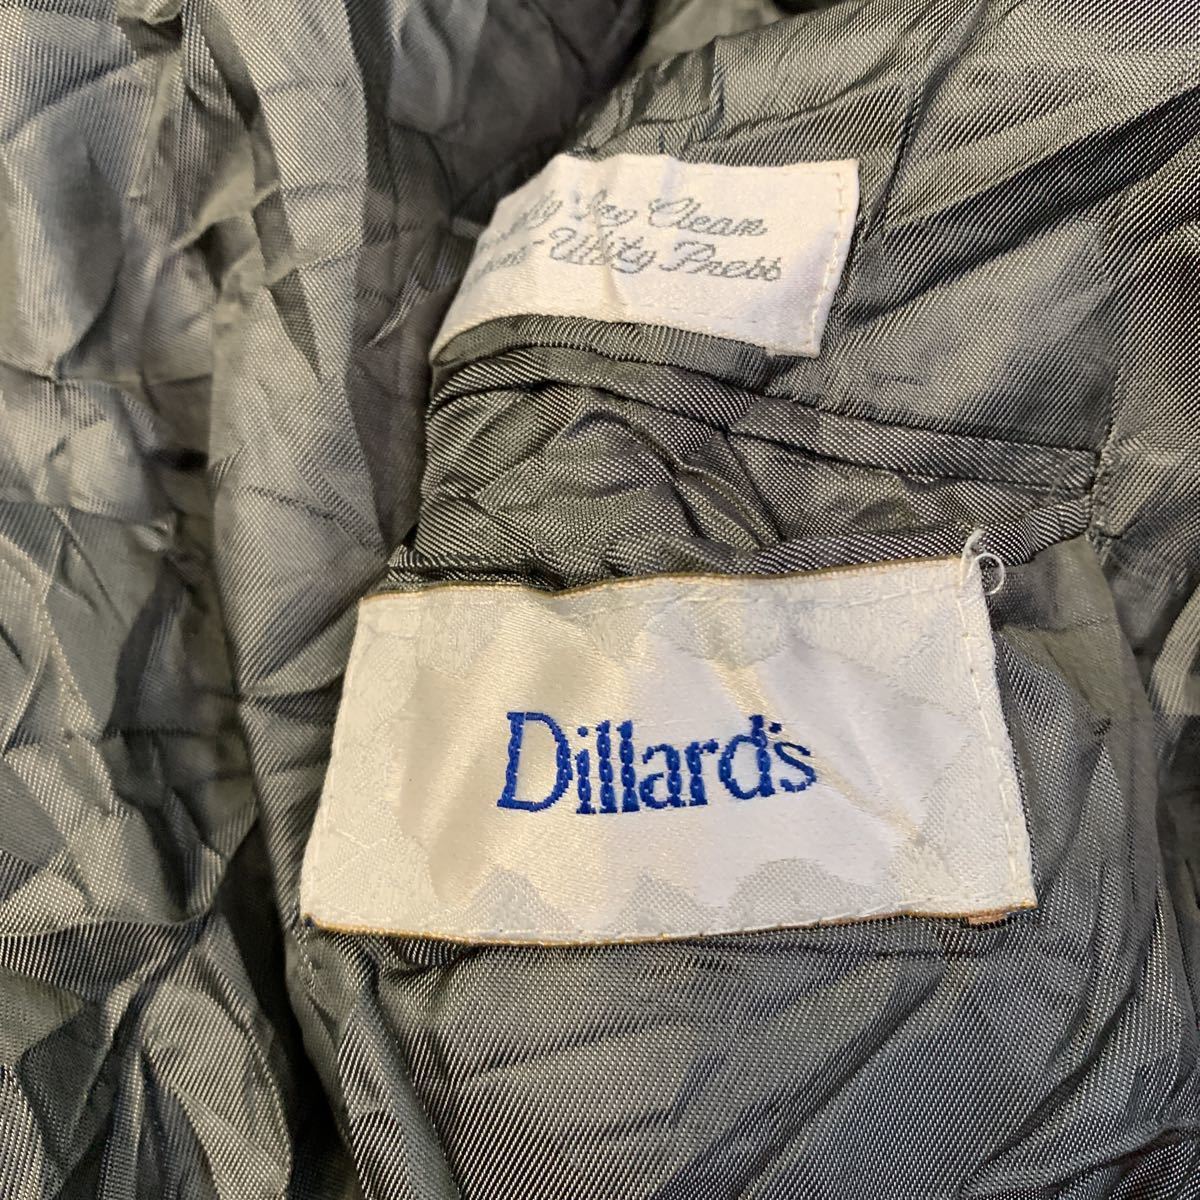 Dry Clean
Utility Press
Dillard's